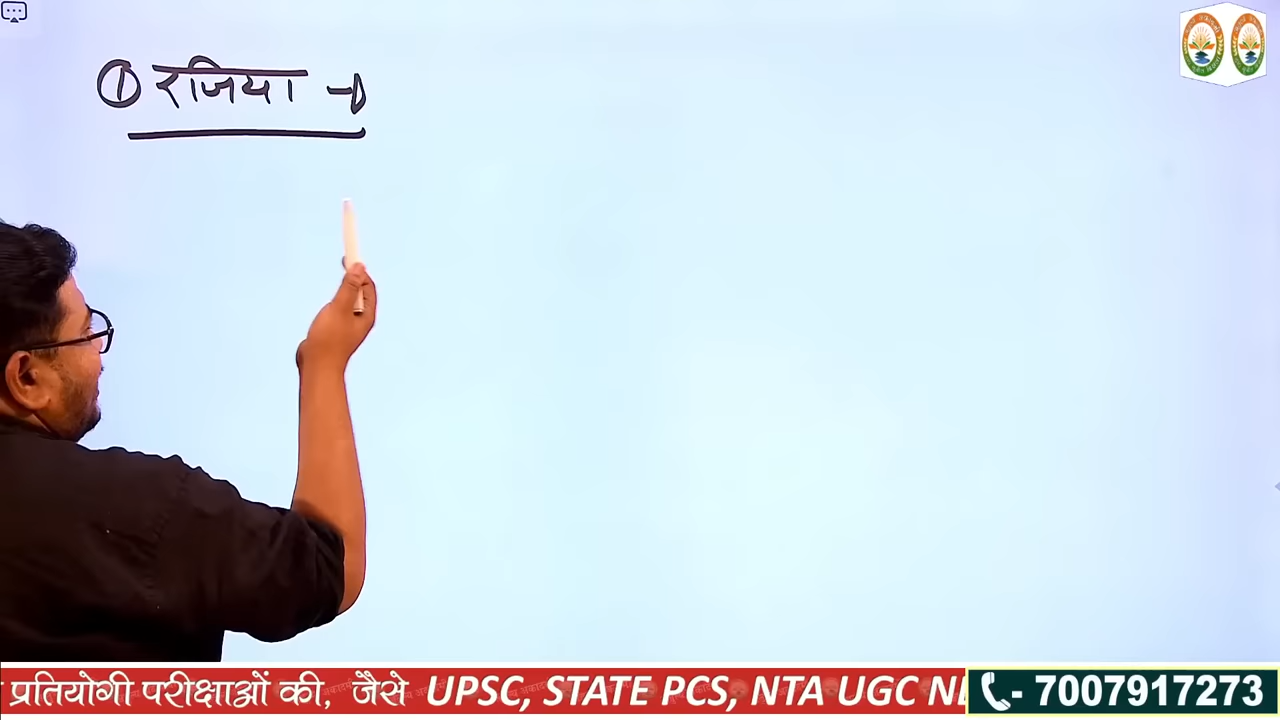 ① रजिया →
प्रतियोगी परीक्षाओं की, जैसे UPSC, STATE PCS, NTA UGC
- 7007917273